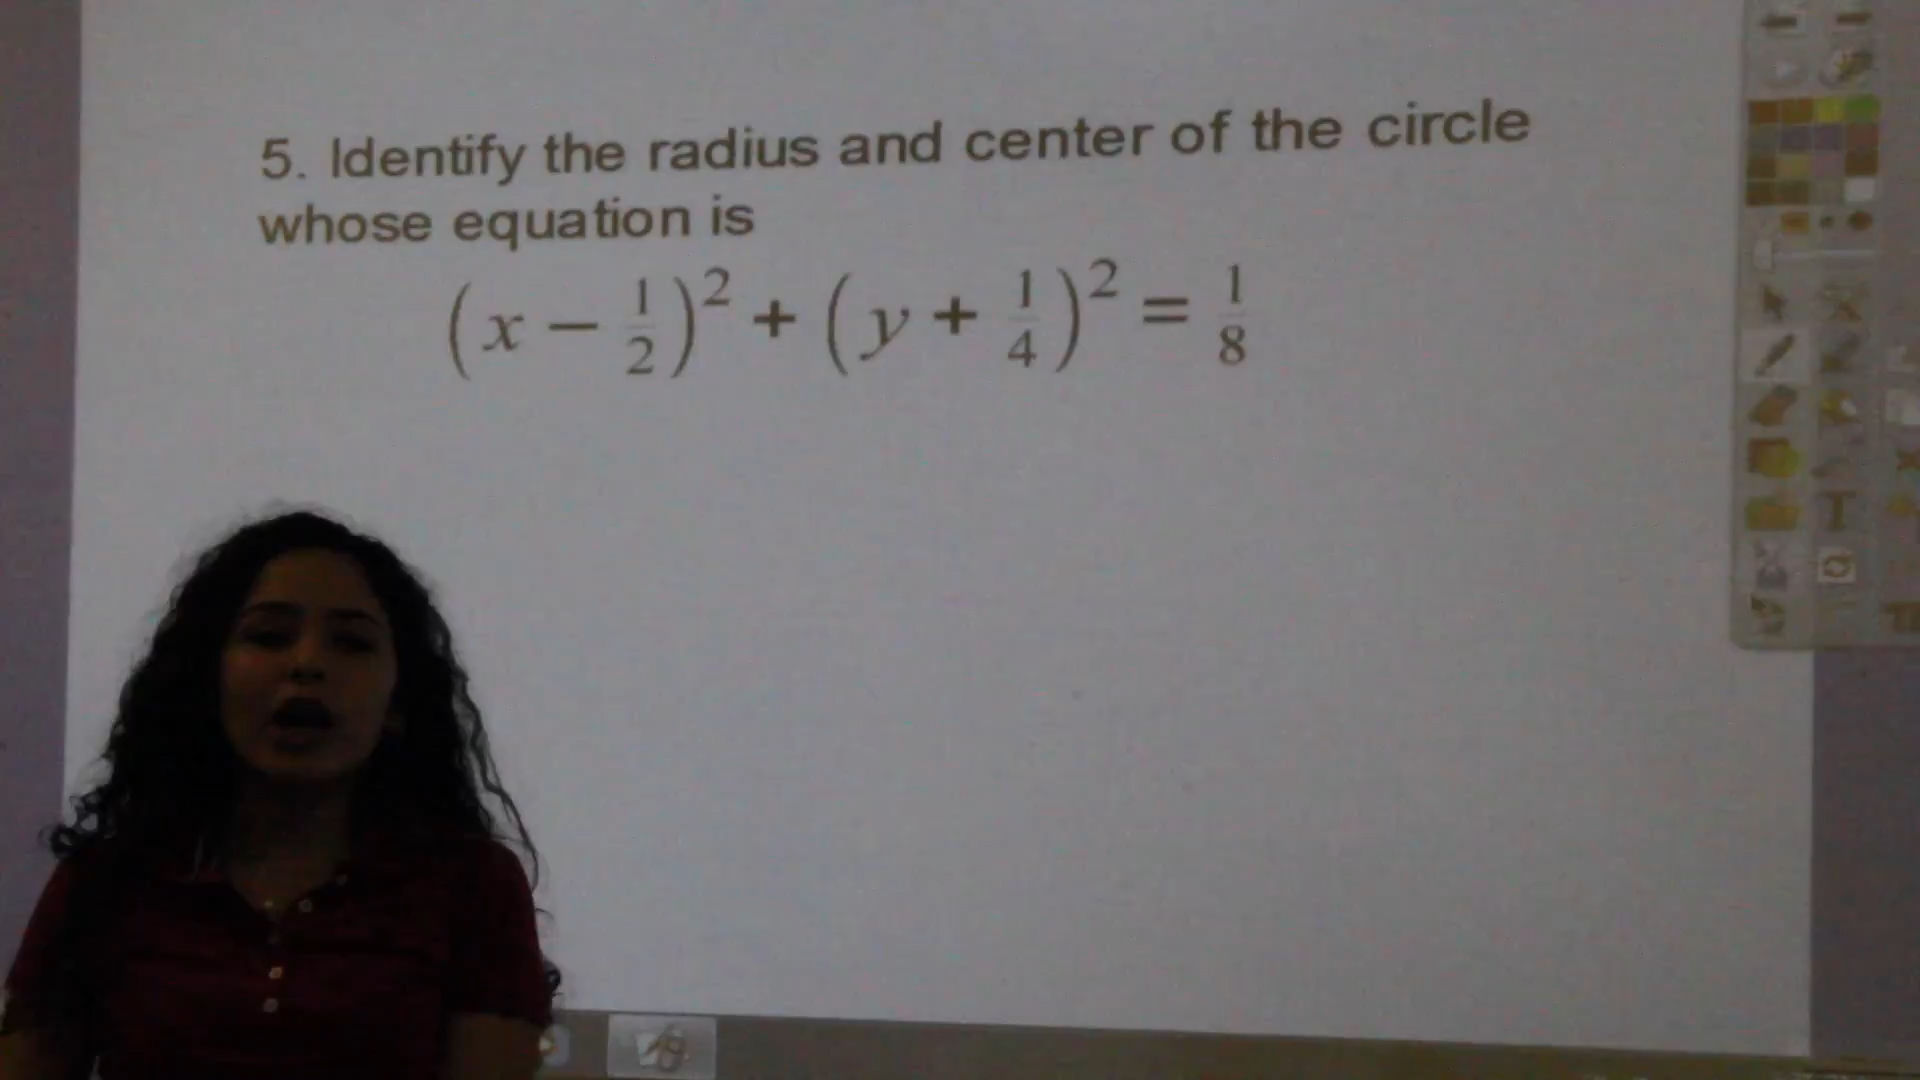 5. Identify the radius and center of the circle
whose equation is
(x − 1/2)² + (y + 1/4)² = 1/8
T